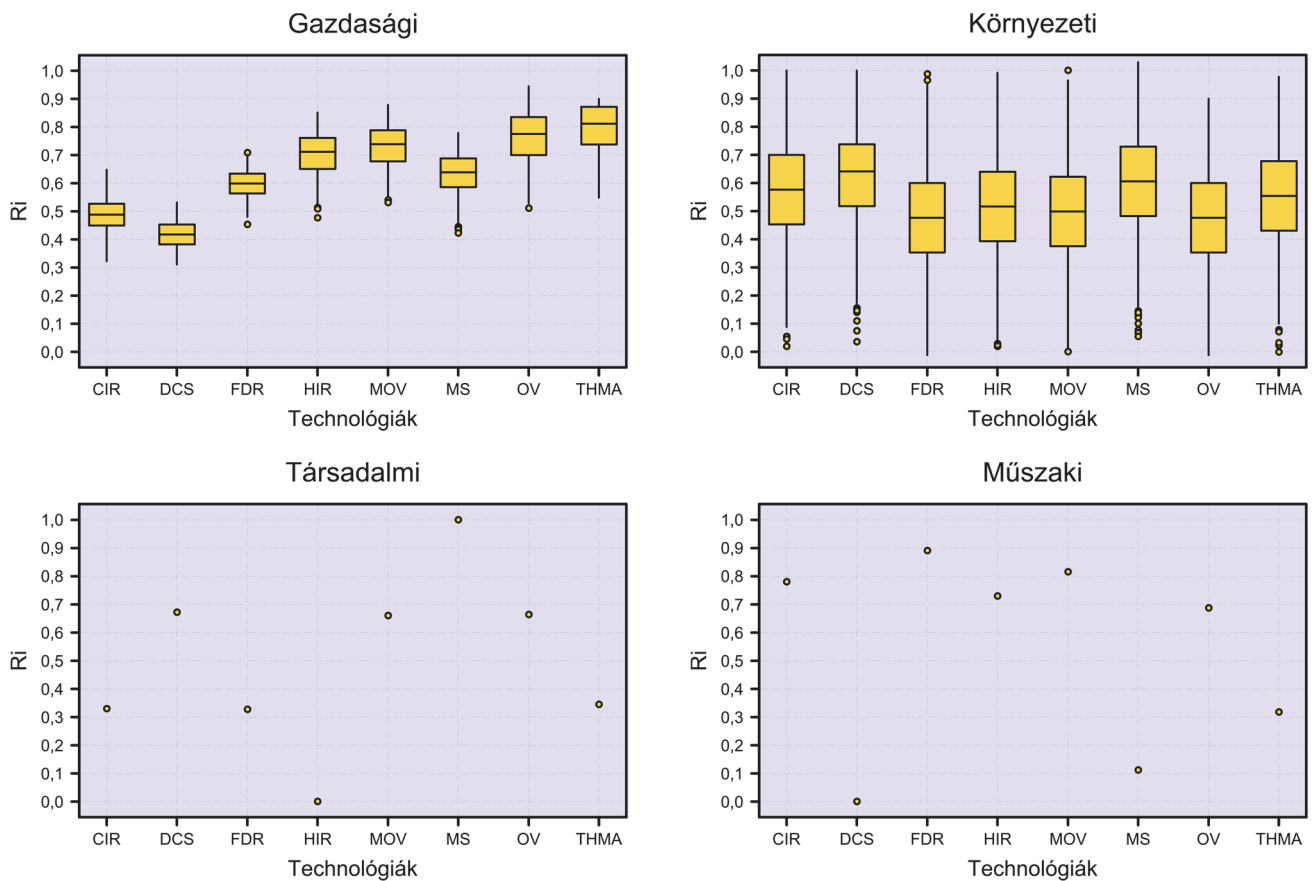 Gazdasági
Ri
1,0
0,9
0,8
0,7
0,6
0,5
0,4
0,3
0,2
0,1
0,0
CIR DCS FDR HIR MOV MS OV THMA
Technológiák
Környezeti
Ri
1,0
0,9
0,8
0,7
0,6
0,5
0,4
0,3
0,2
0,1
0,0
CIR DCS FDR HIR MOV MS OV THMA
Technológiák
Társadalmi
Ri
1,0
0,9
0,8
0,7
0,6
0,5
0,4
0,3
0,2
0,1
0,0
CIR DCS FDR HIR MOV MS OV THMA
Technológiák
Műszaki
Ri
1,0
0,9
0,8
0,7
0,6
0,5
0,4
0,3
0,2
0,1
0,0
CIR DCS FDR HIR MOV MS OV THMA
Technológiák